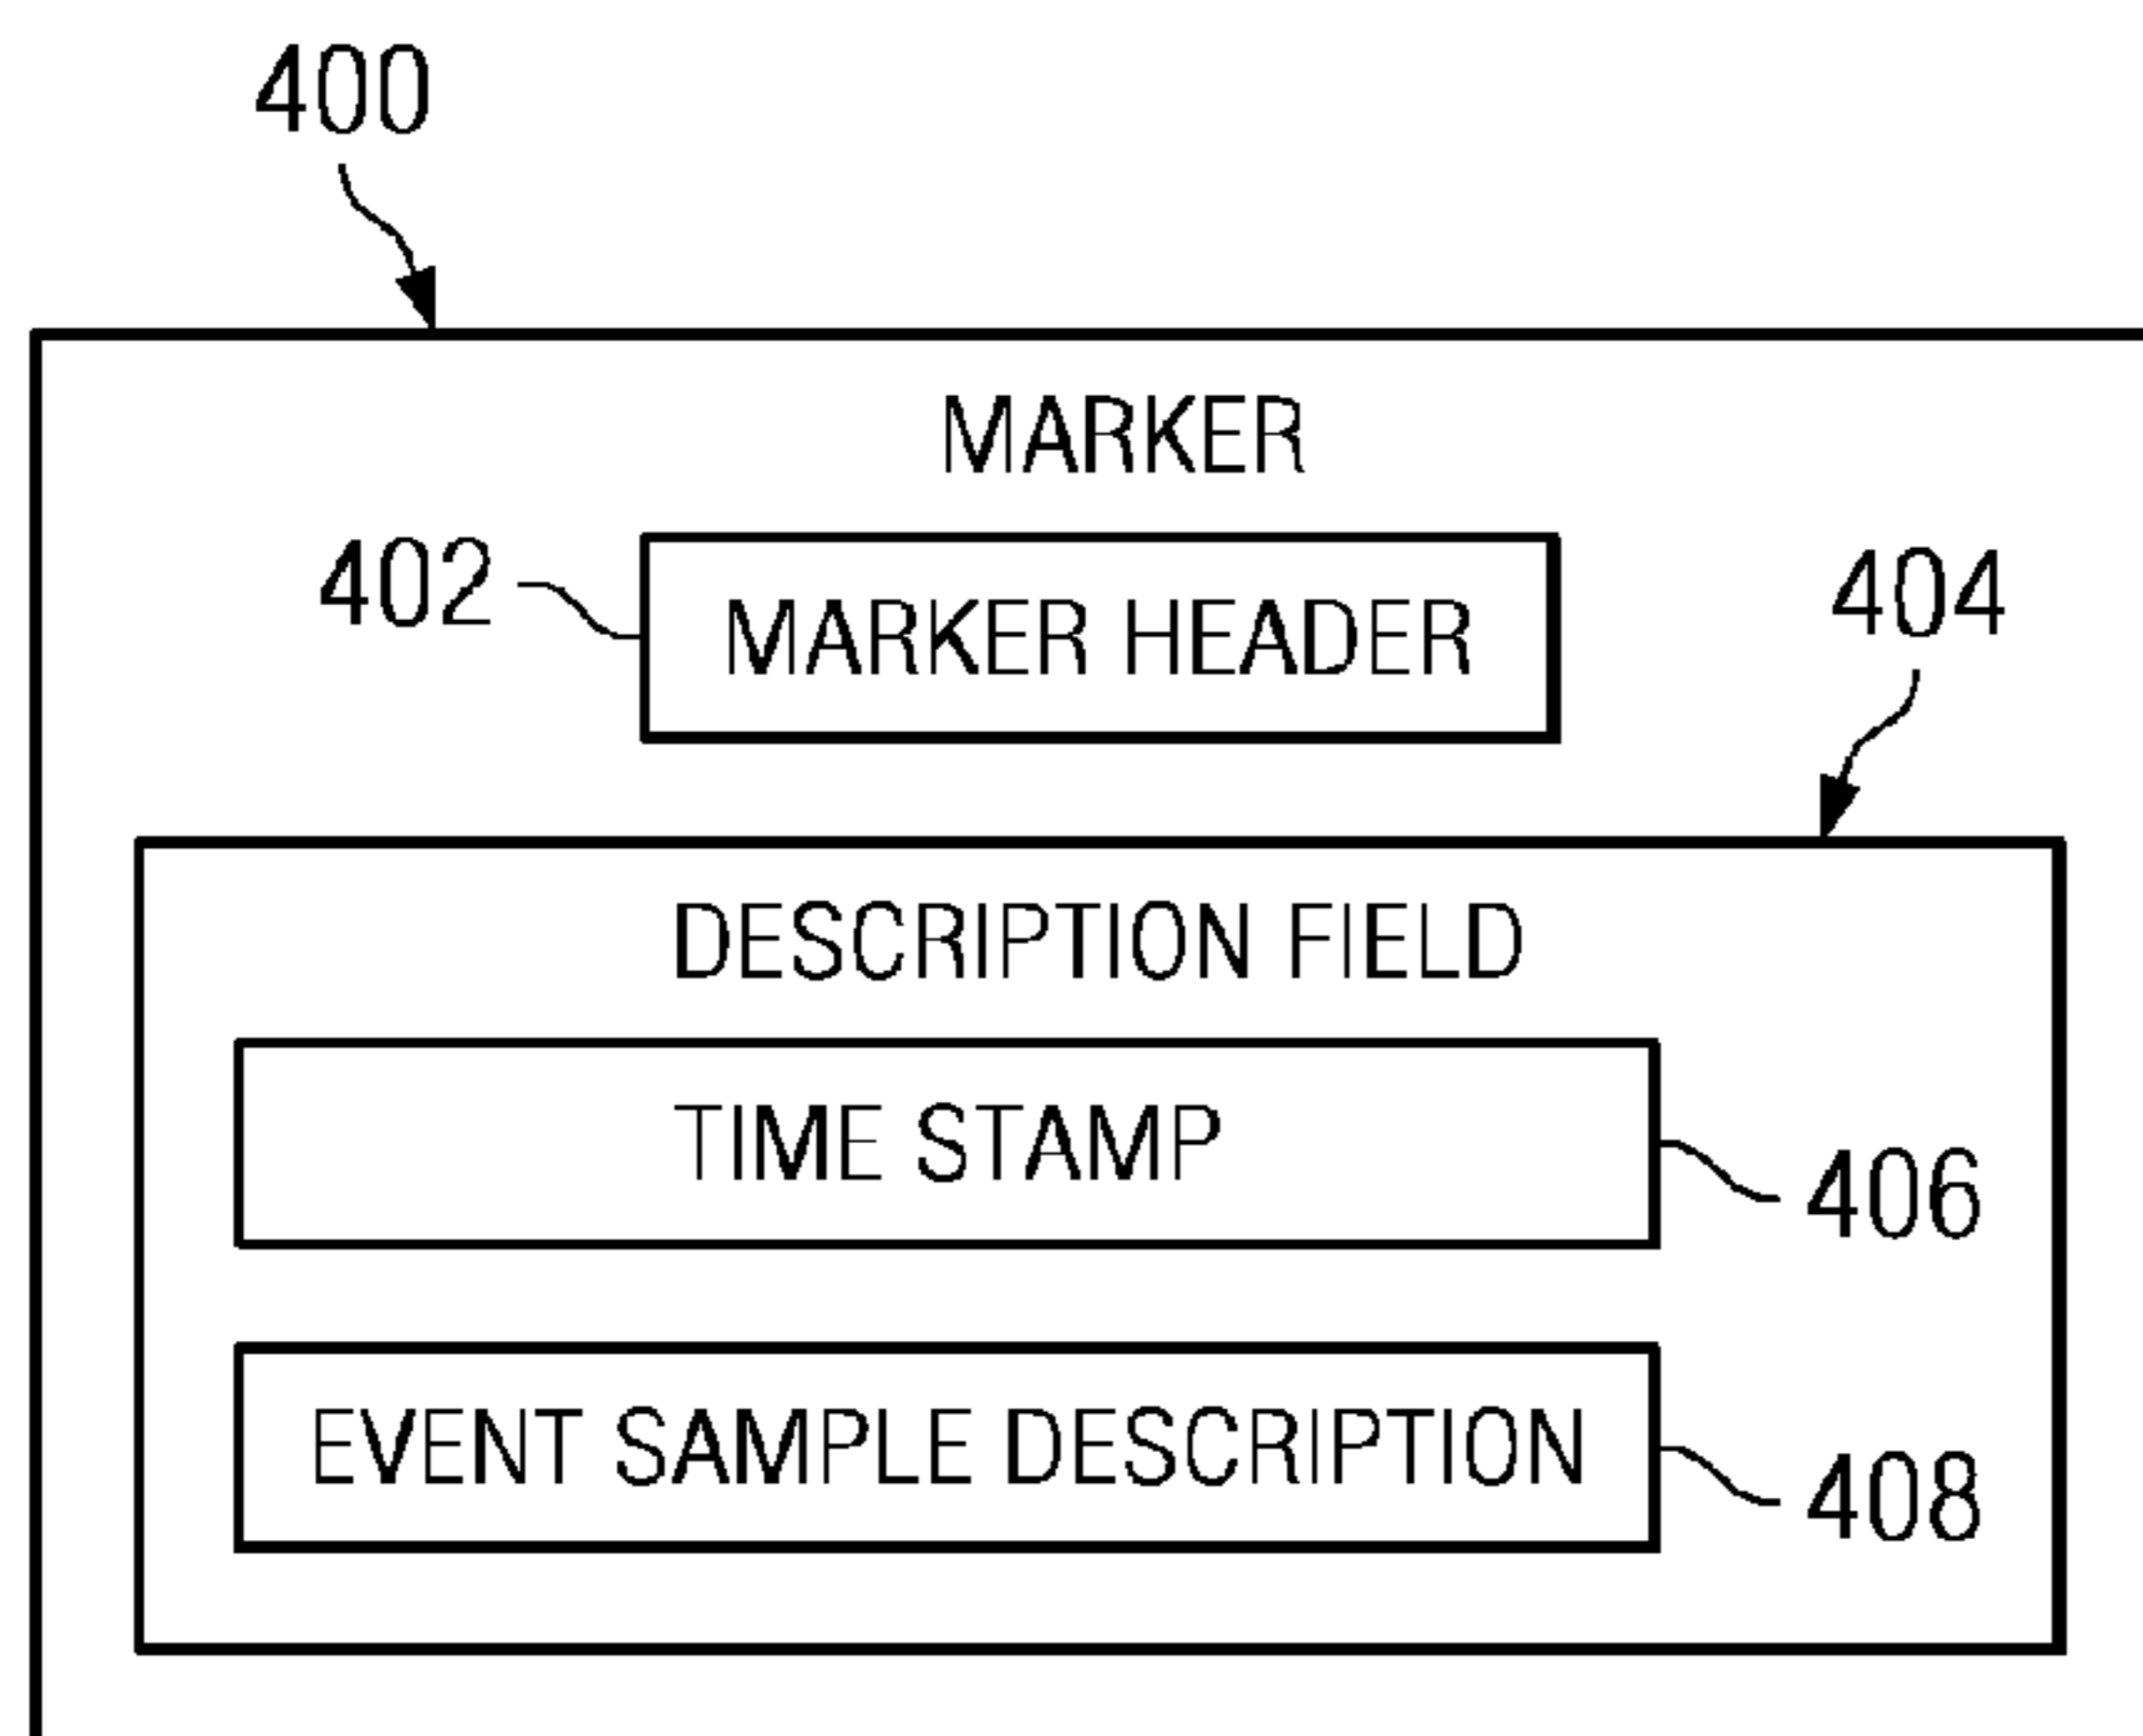 400
MARKER
402
MARKER HEADER
404
DESCRIPTION FIELD
TIME STAMP
406
EVENT SAMPLE DESCRIPTION
408